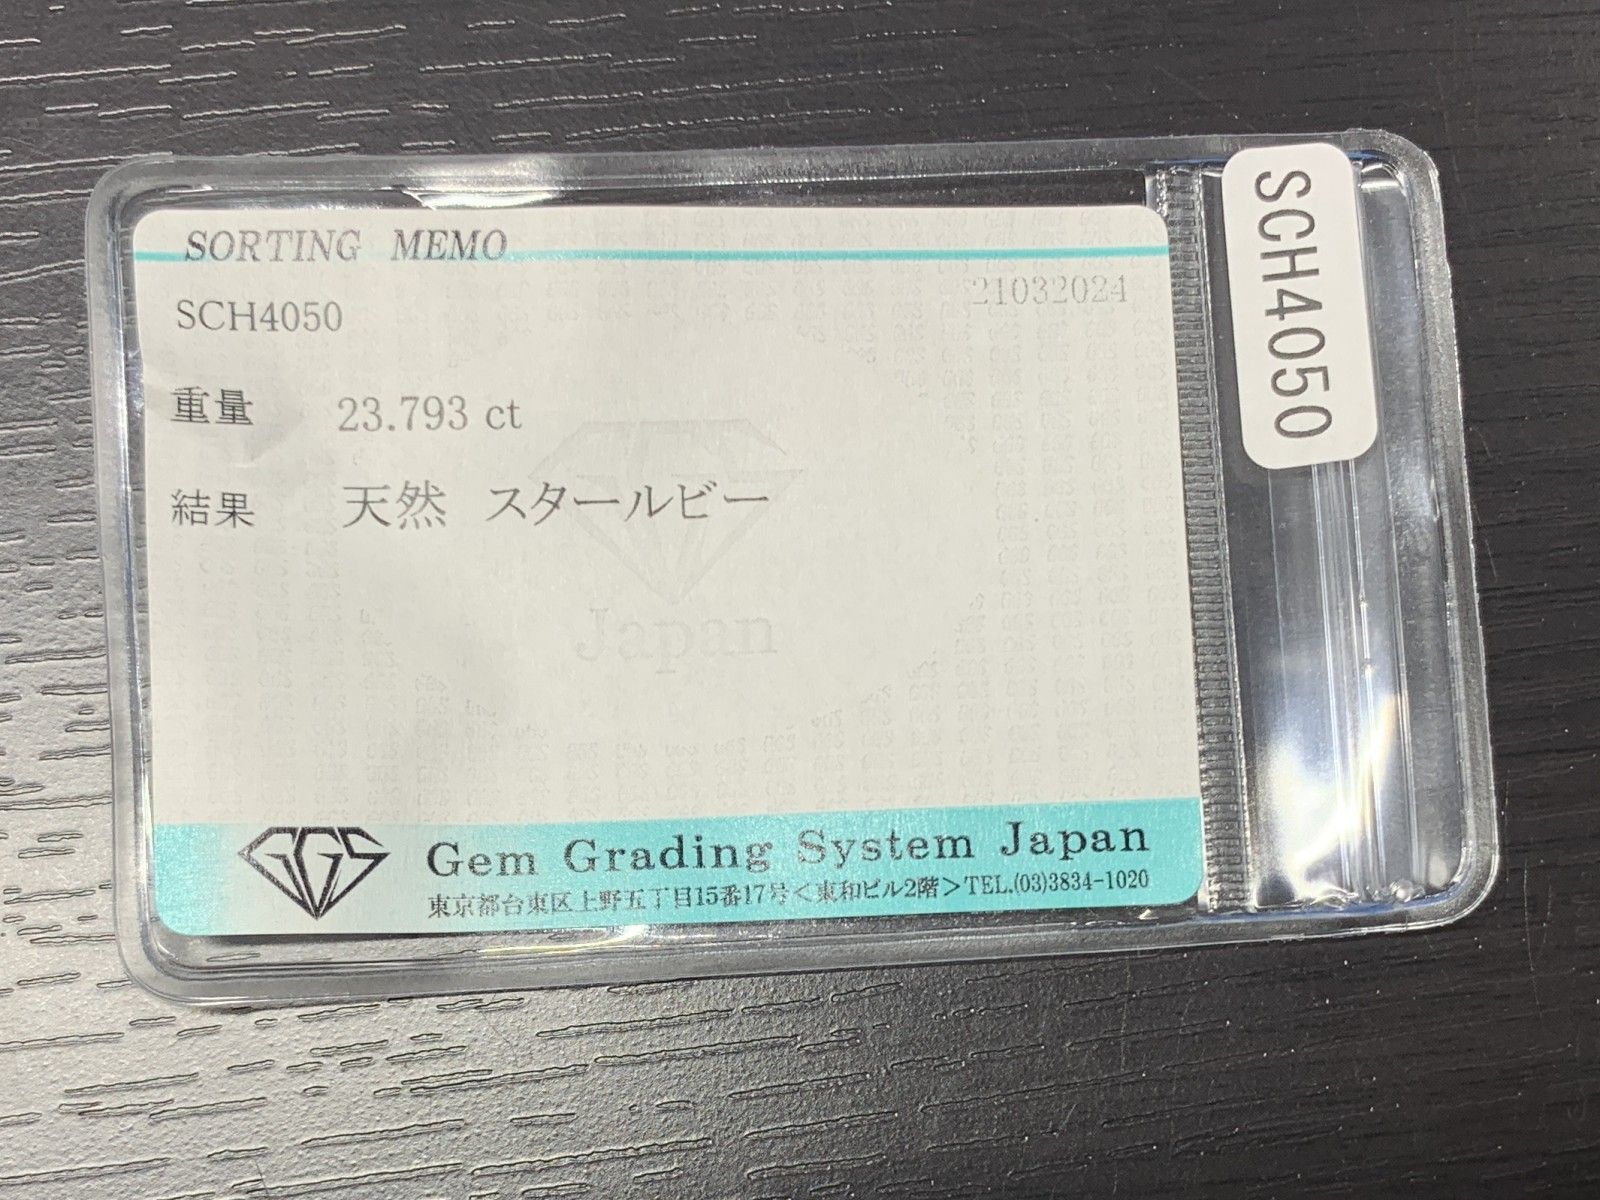 SORTING MEMO
21032024
SCH4050
重量 23.793 ct
結果 天然 スタールビー
Japan
GGS
Gem Grading System Japan
東京都台東区上野五丁目15番17号<東和ビル2階>TEL.(03)3834-1020
SCH4050